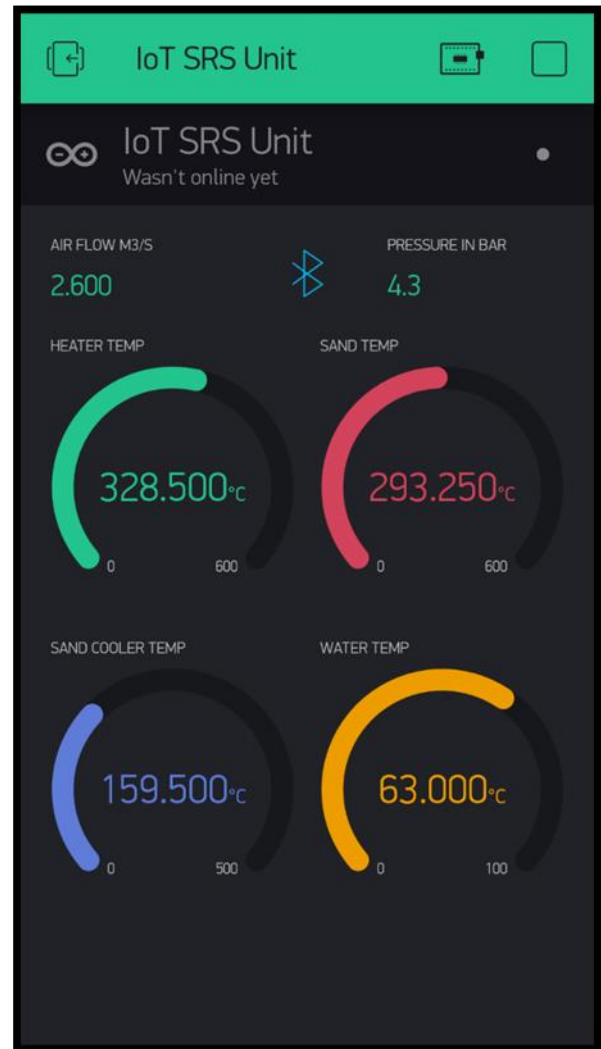 IoT SRS Unit
IoT SRS Unit
Wasn't online yet
AIR FLOW M3/S
PRESSURE IN BAR
2.600
4.3
HEATER TEMP
SAND TEMP
328.500°C
293.250°C
0 600
0 600
SAND COOLER TEMP
WATER TEMP
159.500°C
63.000°C
0 500
0 100